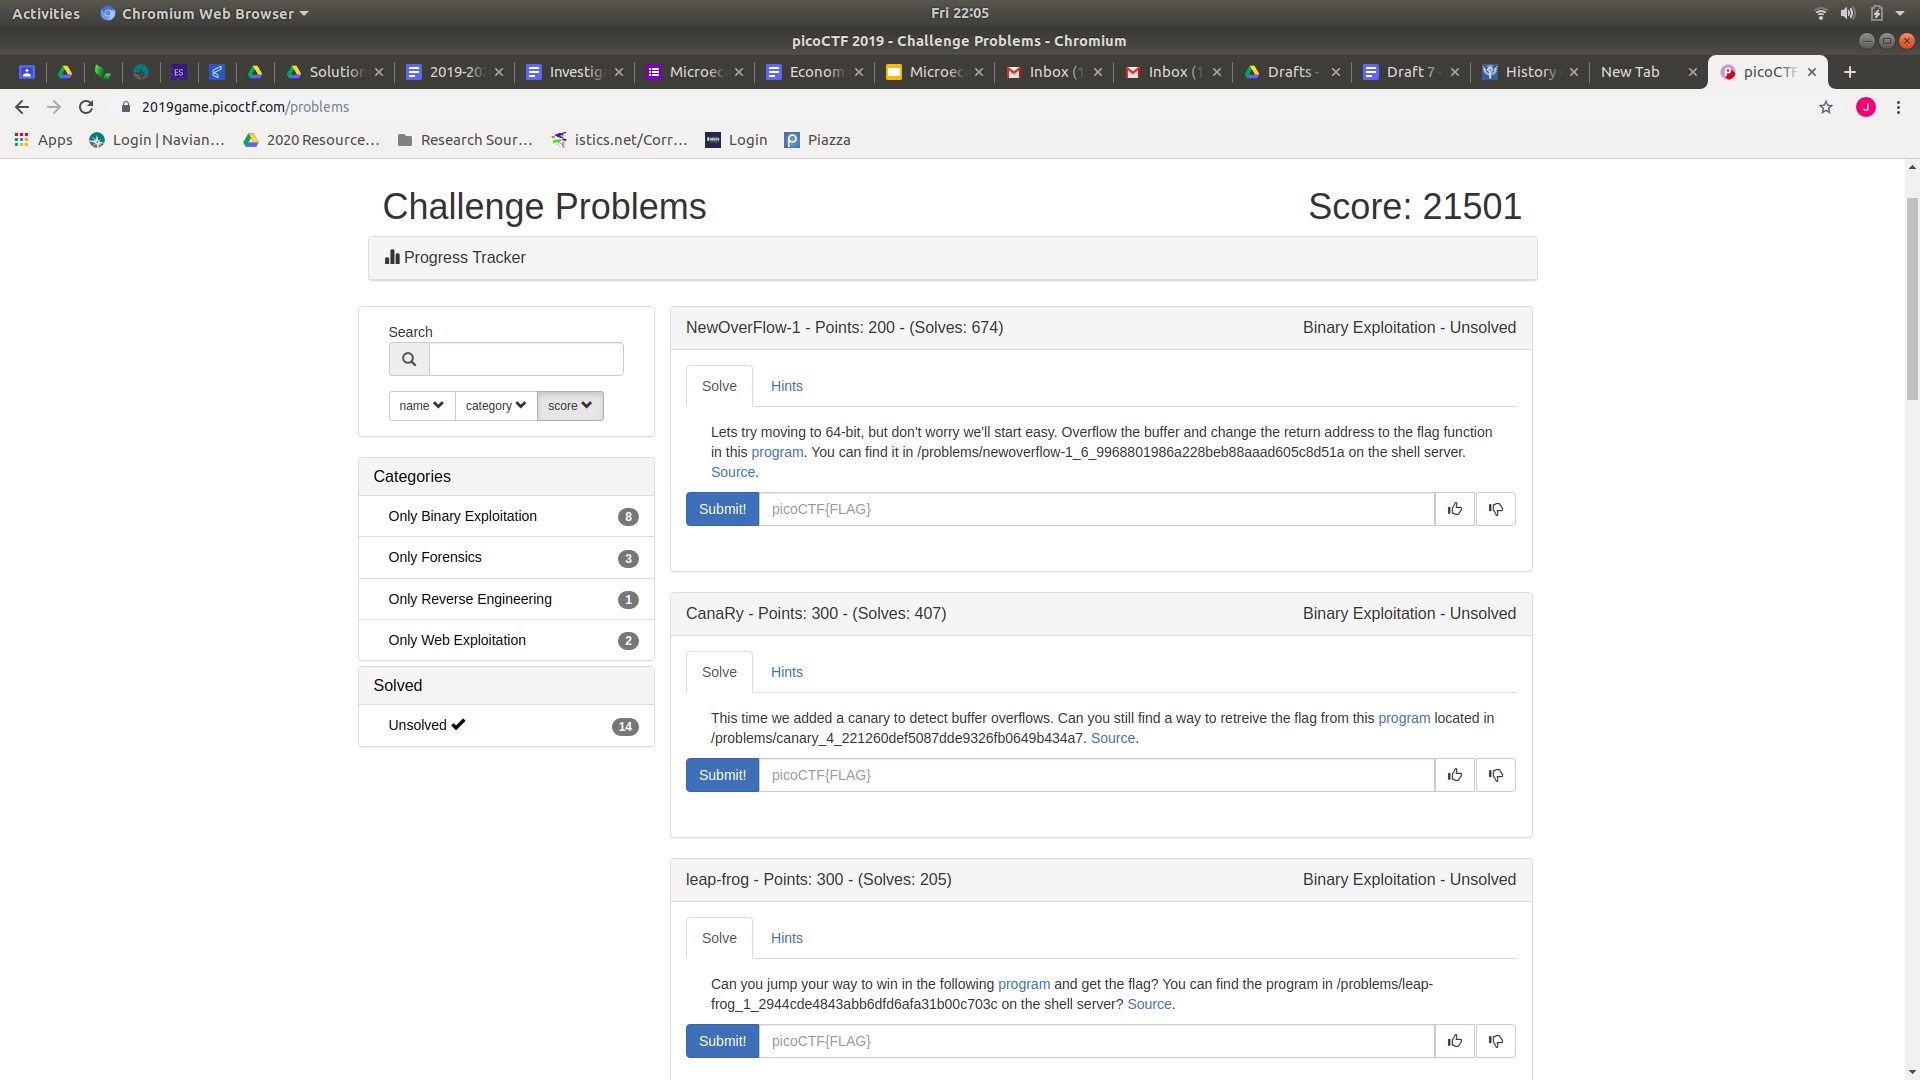 Activities
Chromium Web Browser
Fri 22:05
picoCTF 2019 - Challenge Problems - Chromium
ES
Solution
2019-20
Investig
Microec
Econom
Microec
Inbox (1
Inbox (1
Drafts -
Draft 7 -
History
New Tab
picoCTF
2019game.picoctf.com/problems
J
Apps
Login | Navian...
2020 Resource...
Research Sour...
istics.net/Corr...
Login
Piazza
Challenge Problems
Score: 21501
Progress Tracker
Search
name
category
score
Categories
Only Binary Exploitation 8
Only Forensics 3
Only Reverse Engineering 1
Only Web Exploitation 2
Solved
Unsolved 14
NewOverFlow-1 - Points: 200 - (Solves: 674)
Binary Exploitation - Unsolved
Solve
Hints
Lets try moving to 64-bit, but don't worry we'll start easy. Overflow the buffer and change the return address to the flag function
in this program. You can find it in /problems/newoverflow-1_6_9968801986a228beb88aaad605c8d51a on the shell server.
Source.
Submit!
picoCTF{FLAG}
CanaRy - Points: 300 - (Solves: 407)
Binary Exploitation - Unsolved
Solve
Hints
This time we added a canary to detect buffer overflows. Can you still find a way to retreive the flag from this program located in
/problems/canary_4_221260def5087dde9326fb0649b434a7. Source.
Submit!
picoCTF{FLAG}
leap-frog - Points: 300 - (Solves: 205)
Binary Exploitation - Unsolved
Solve
Hints
Can you jump your way to win in the following program and get the flag? You can find the program in /problems/leap-
frog_1_2944cde4843abb6dfd6afa31b00c703c on the shell server? Source.
Submit!
picoCTF{FLAG}